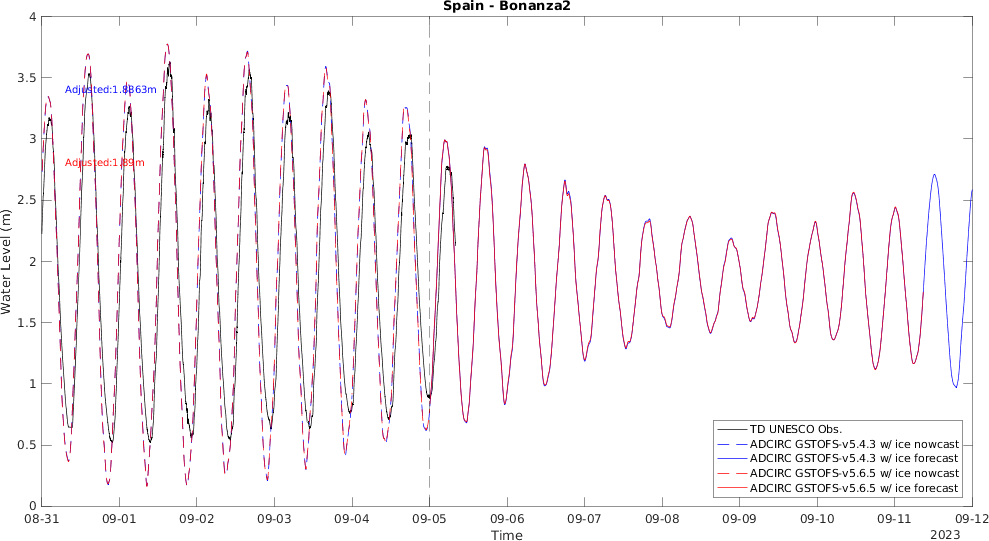 Spain - Bonanza2
4
3.5
3
2.5
2
1.5
1
0.5
0
Water Level (m)
Adjusted:1.8863m
Adjusted:1.89m
TD UNESCO Obs.
ADCIRC GSTOFS-v5.4.3 w/ ice nowcast
ADCIRC GSTOFS-v5.4.3 w/ ice forecast
ADCIRC GSTOFS-v5.6.5 w/ ice nowcast
ADCIRC GSTOFS-v5.6.5 w/ ice forecast
08-31 09-01 09-02 09-03 09-04 09-05 09-06 09-07 09-08 09-09 09-10 09-11 09-12
Time
2023